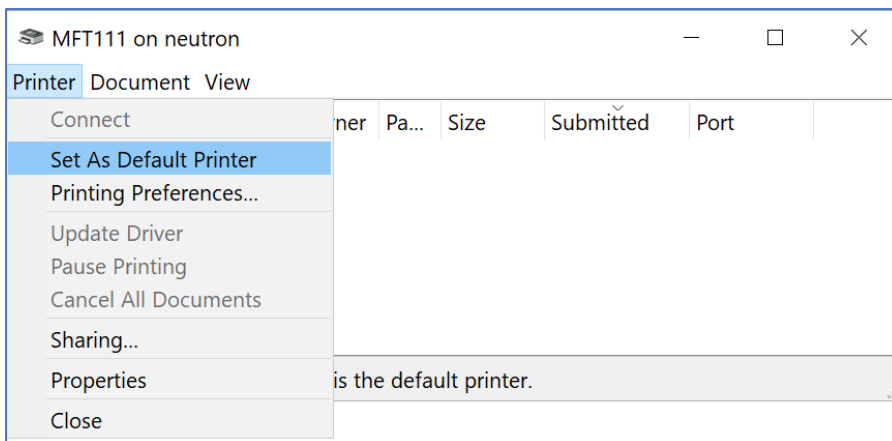 MFT111 on neutron
Printer Document View
Connect
ner Pa... Size Submitted Port
Set As Default Printer
Printing Preferences...
Update Driver
Pause Printing
Cancel All Documents
Sharing...
Properties
is the default printer.
Close